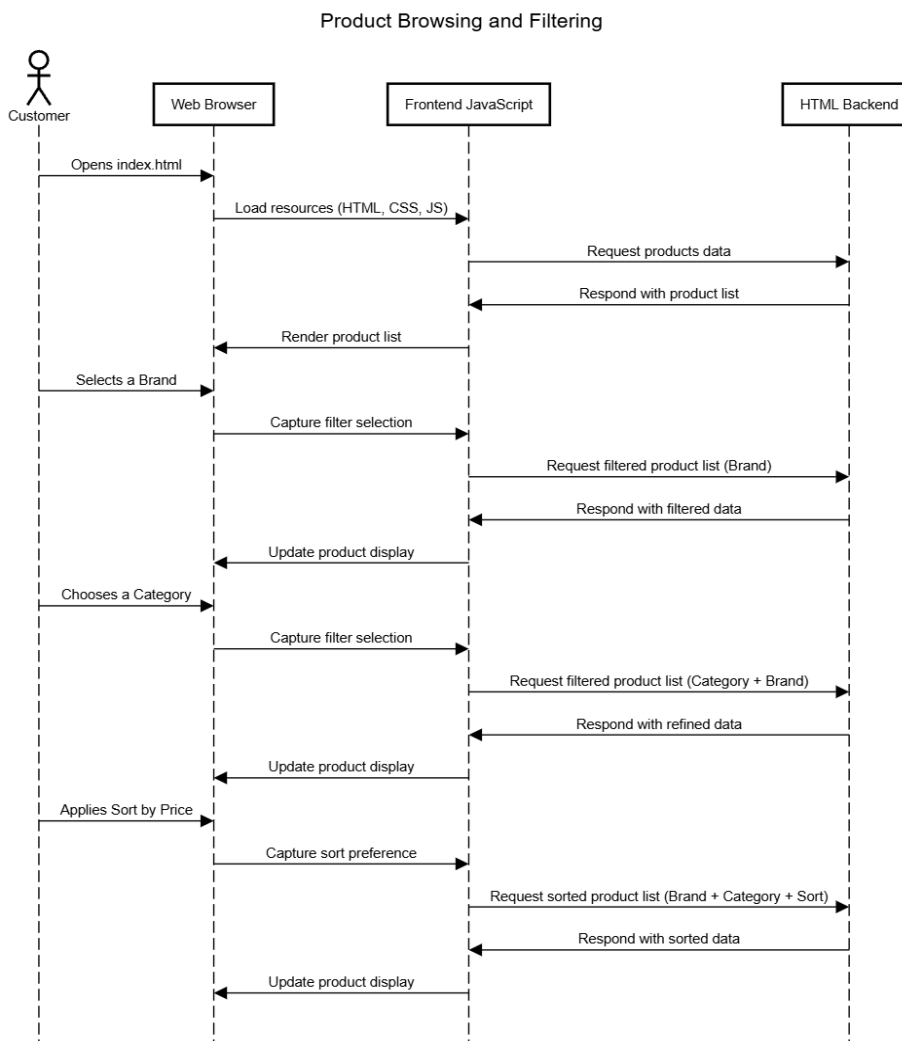 Product Browsing and Filtering
Customer
Web Browser
Frontend JavaScript
HTML Backend
Opens index.html
Load resources (HTML, CSS, JS)
Request products data
Respond with product list
Render product list
Selects a Brand
Capture filter selection
Request filtered product list (Brand)
Respond with filtered data
Update product display
Chooses a Category
Capture filter selection
Request filtered product list (Category + Brand)
Respond with refined data
Update product display
Applies Sort by Price
Capture sort preference
Request sorted product list (Brand + Category + Sort)
Respond with sorted data
Update product display